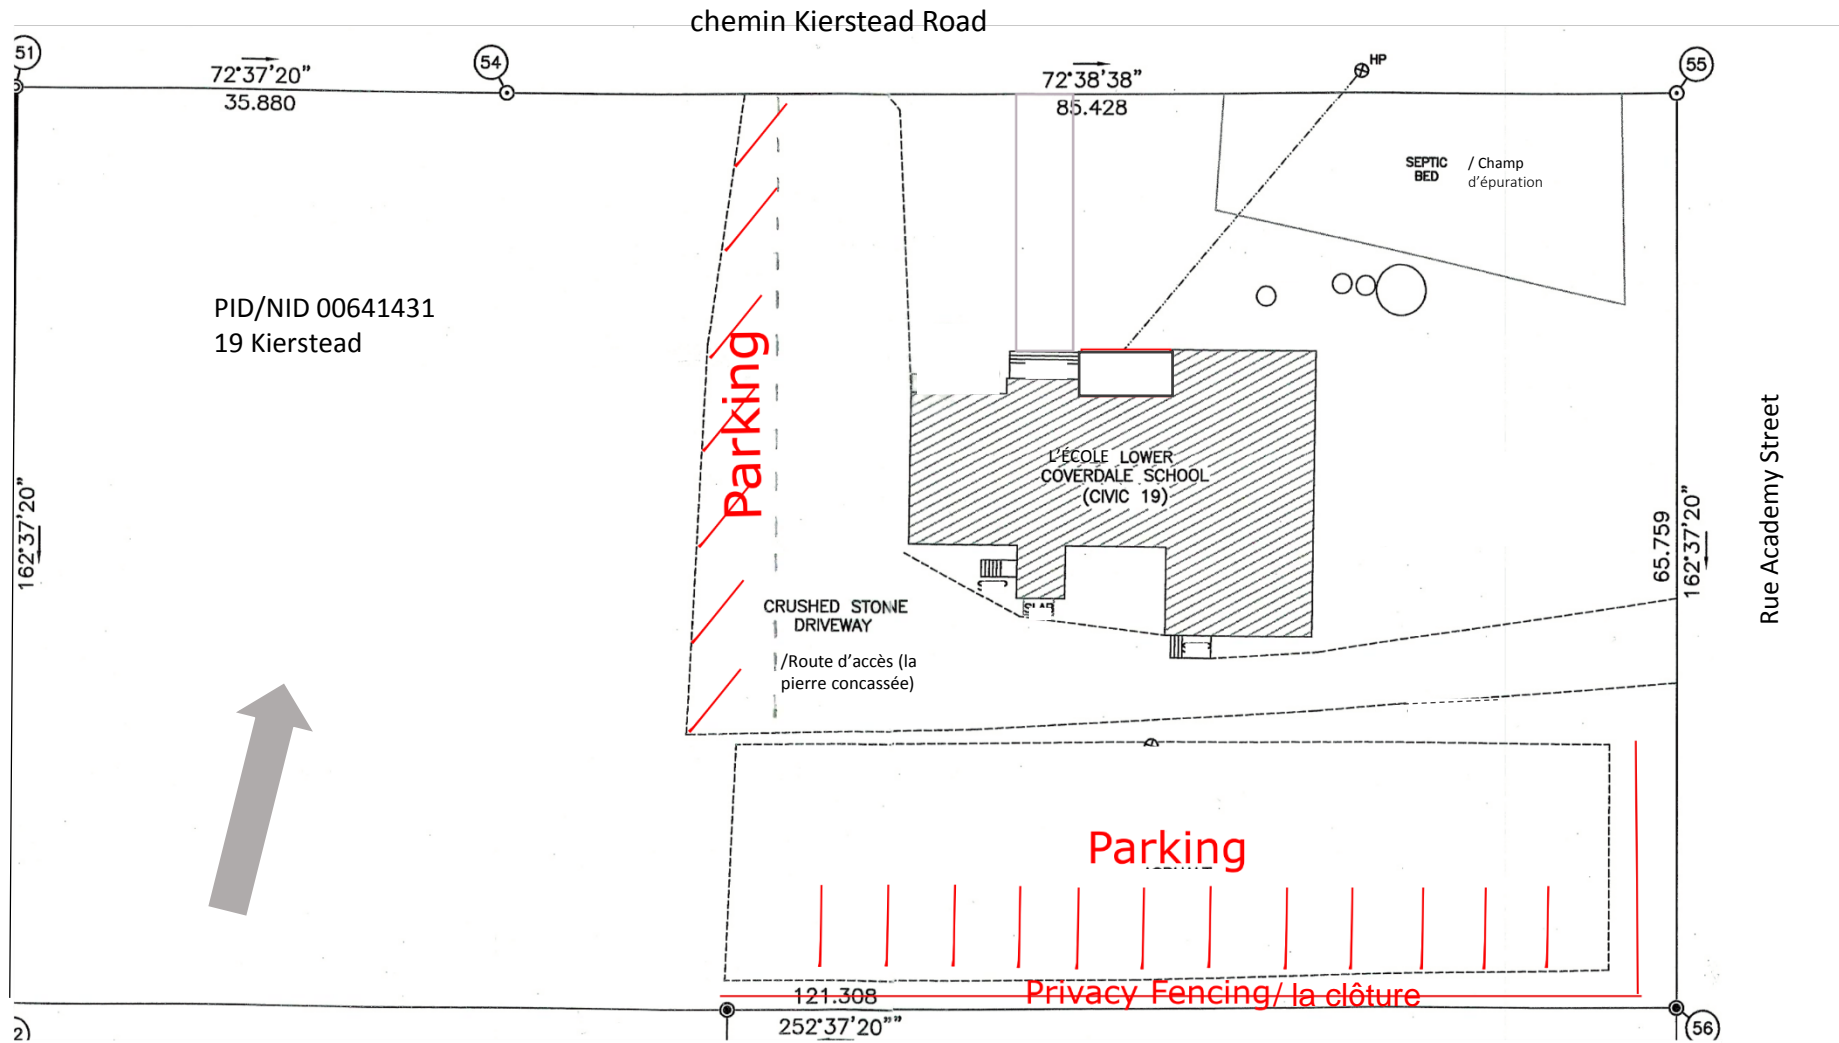 chemin Kierstead Road
51
72°37'20"
35.880
54
72°38'38"
85.428
HP
55
SEPTIC BED
/ Champ d'épuration
PID/NID 00641431
19 Kierstead
Parking
L'ÉCOLE LOWER
COVERDALE SCHOOL
(CIVIC 19)
162°37'20"
65.759
162°37'20"
Rue Academy Street
CRUSHED STONE
DRIVEWAY
/Route d'accès (la
pierre concassée)
Parking
121.308
Privacy Fencing/ la clôture
252°37'20""
2)
56